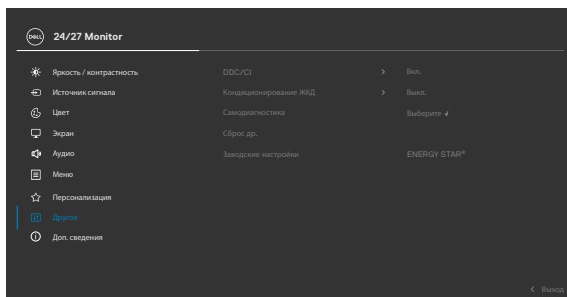 DELL 24/27 Monitor
Яркость / контрастность DDC/CI Вкл.
Источник сигнала Кондиционирование ЖКД Выкл.
Цвет Самодиагностика Выберите
Экран Сброс др.
Аудио Заводские настройки ENERGY STAR®
Меню
Персонализация
Другое
Доп. сведения
Выход